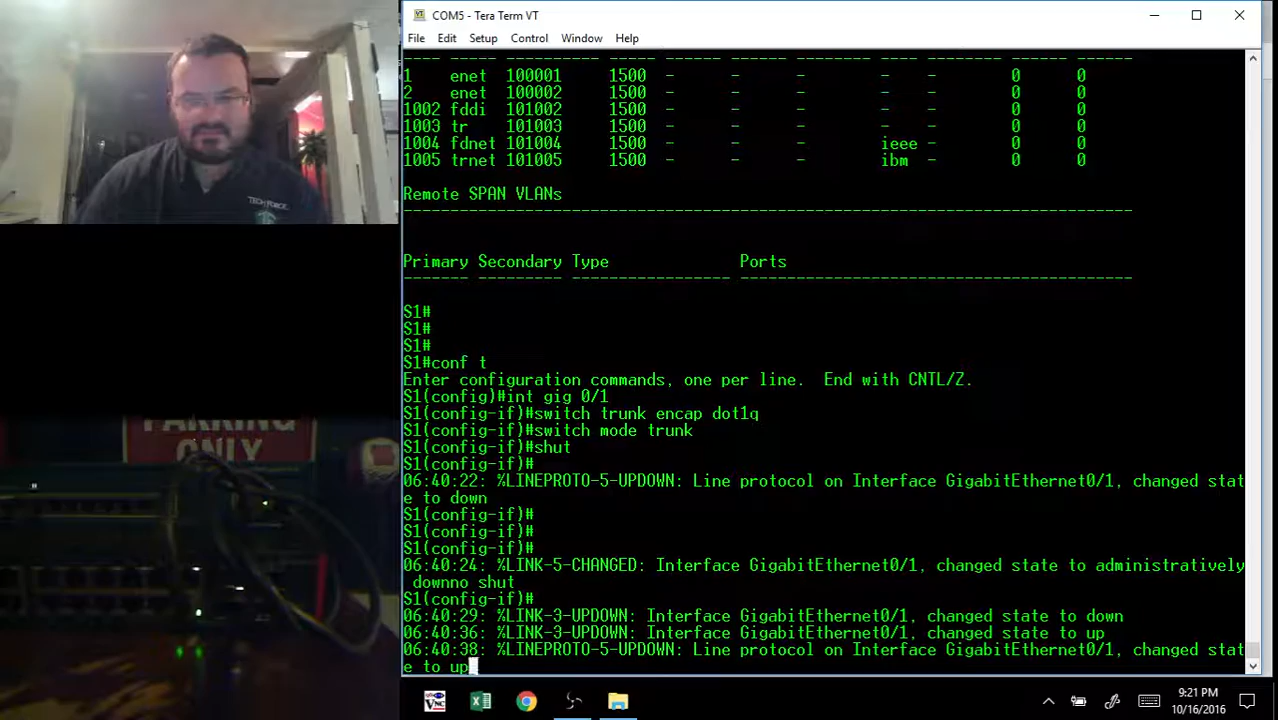 COM5 - Tera Term VT
File Edit Setup Control Window Help
---- ----- ---------- ----- ------ ------ -------- ---- -------- ------ ------
1    enet  100001     1500  -      -      -        -    -        0      0
2    enet  100002     1500  -      -      -        -    -        0      0
1002 fddi  101002     1500  -      -      -        -    -        0      0
1003 tr    101003     1500  -      -      -        -    -        0      0
1004 fdnet 101004     1500  -      -      -        ieee -        0      0
1005 trnet 101005     1500  -      -      -        ibm  -        0      0
Remote SPAN VLANs
------------------------------------------------------------------------------
Primary Secondary Type              Ports
------- --------- ----------------- ------------------------------------------
S1#
S1#
S1#
S1#conf t
Enter configuration commands, one per line.  End with CNTL/Z.
S1(config)#int gig 0/1
S1(config-if)#switch trunk encap dot1q
S1(config-if)#switch mode trunk
S1(config-if)#shut
S1(config-if)#
06:40:22: %LINEPROTO-5-UPDOWN: Line protocol on Interface GigabitEthernet0/1, changed stat
e to down
S1(config-if)#
S1(config-if)#
S1(config-if)#
06:40:24: %LINK-5-CHANGED: Interface GigabitEthernet0/1, changed state to administratively
 downno shut
S1(config-if)#
06:40:29: %LINK-3-UPDOWN: Interface GigabitEthernet0/1, changed state to down
06:40:36: %LINK-3-UPDOWN: Interface GigabitEthernet0/1, changed state to up
06:40:38: %LINEPROTO-5-UPDOWN: Line protocol on Interface GigabitEthernet0/1, changed stat
e to up
TECH FORCE
PARKING
ONLY
9:21 PM
10/16/2016